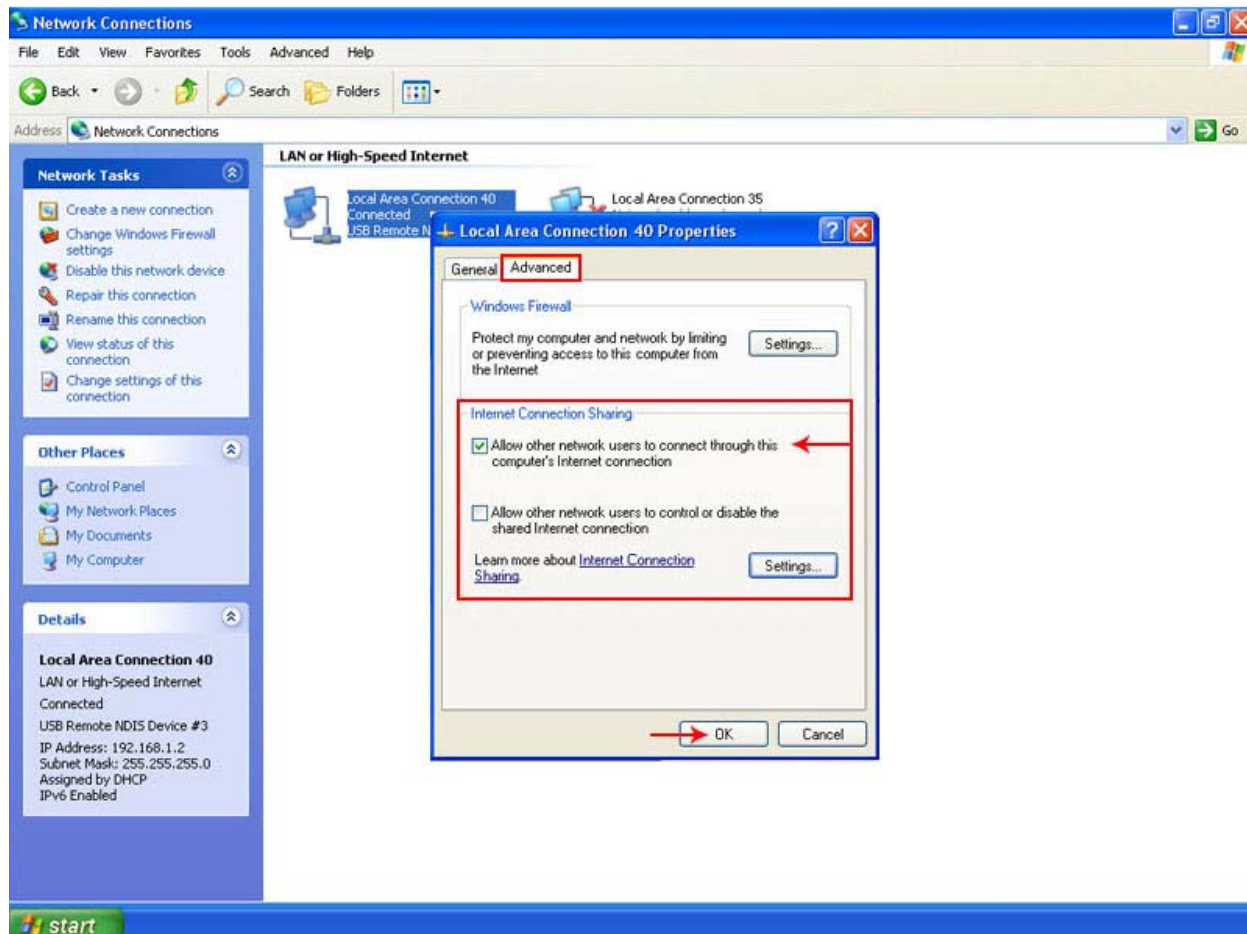 Network Connections
File Edit View Favorites Tools Advanced Help
Back Search Folders
Address Network Connections Go
Network Tasks
Create a new connection
Change Windows Firewall
settings
Disable this network device
Repair this connection
Rename this connection
View status of this
connection
Change settings of this
connection
Other Places
Control Panel
My Network Places
My Documents
My Computer
Details
Local Area Connection 40
LAN or High-Speed Internet
Connected
USB Remote NDIS Device #3
IP Address: 192.168.1.2
Subnet Mask: 255.255.255.0
Assigned by DHCP
IPv6 Enabled
LAN or High-Speed Internet
Local Area Connection 40
Connected
USB Remote N
Local Area Connection 35
Local Area Connection 40 Properties
General Advanced
Windows Firewall
Protect my computer and network by limiting
or preventing access to this computer from
the Internet
Settings...
Internet Connection Sharing
Allow other network users to connect through this
computer's Internet connection
Allow other network users to control or disable the
shared Internet connection
Learn more about Internet Connection
Sharing.
Settings...
OK Cancel
start